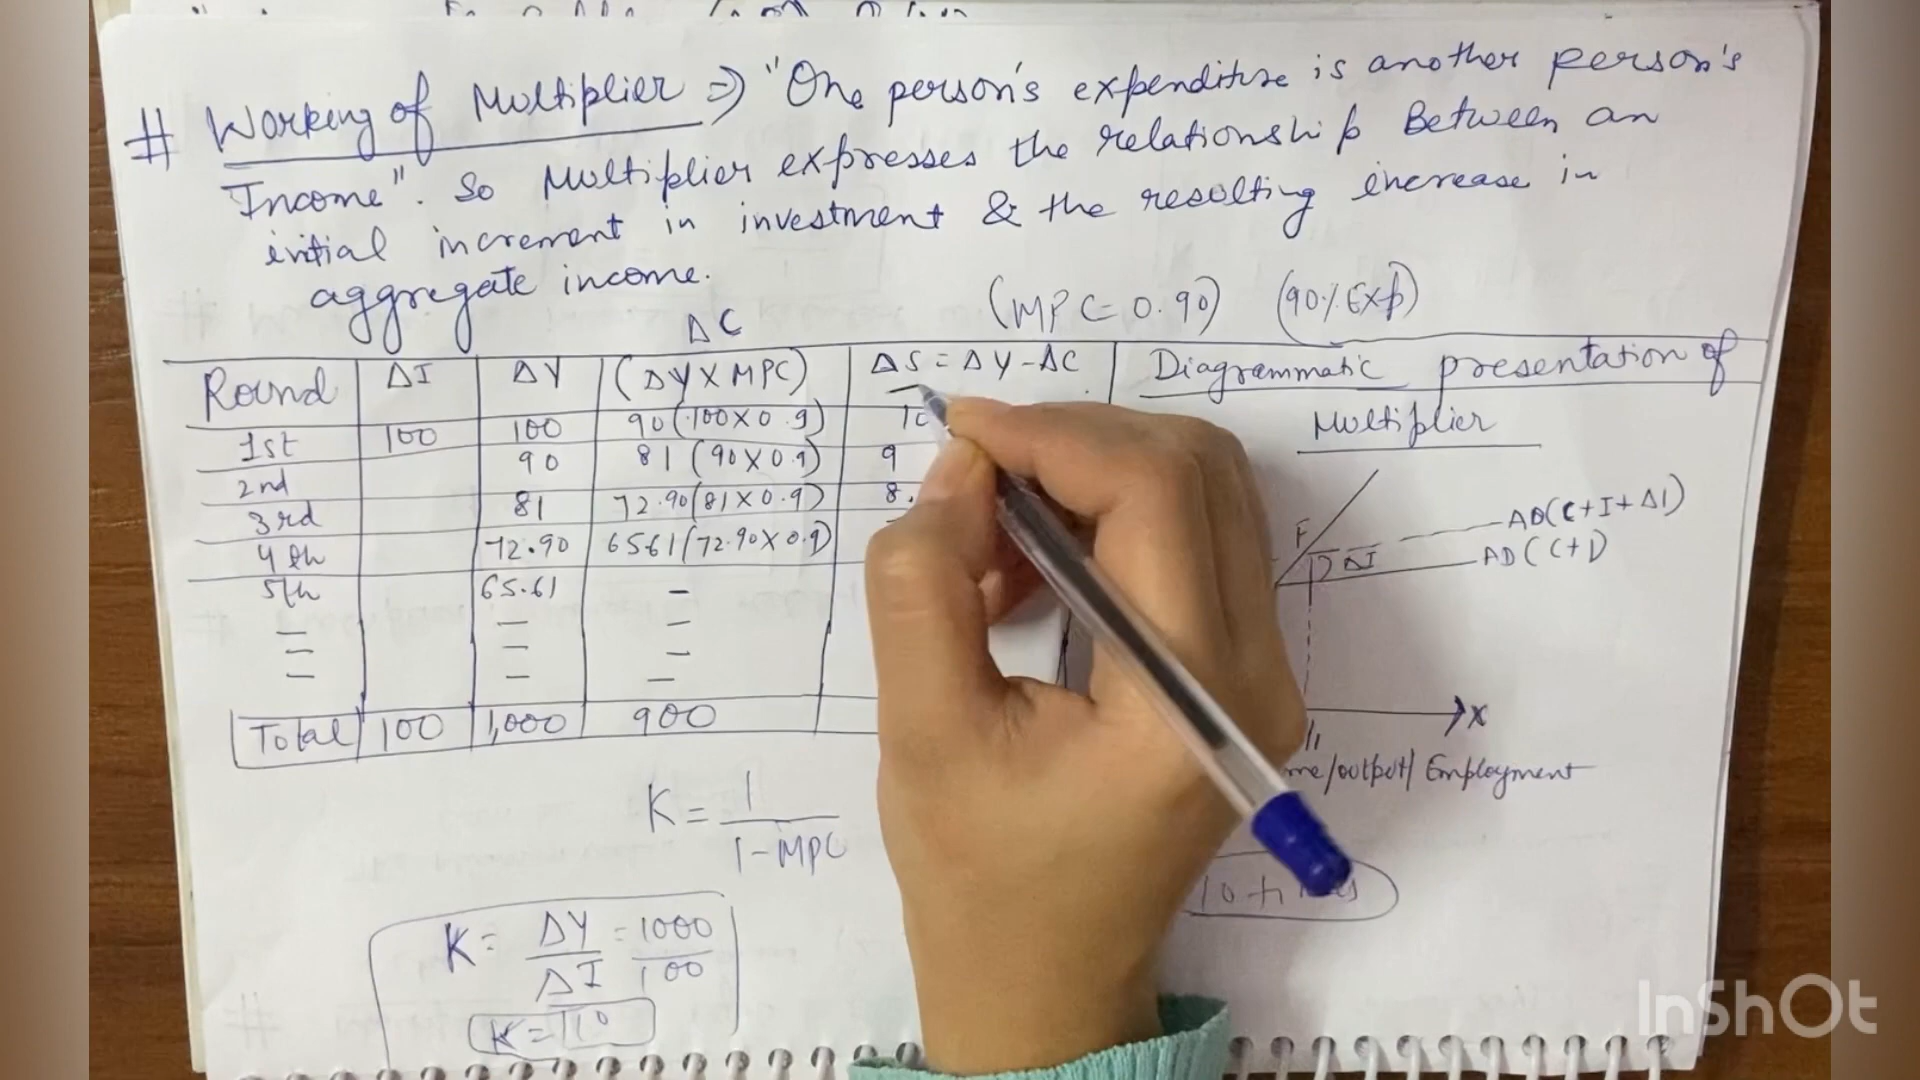 # Working of Multiplier => "One person's expenditure is another person's
Income". So Multiplier expresses the relationship Between an
initial increment in investment & the resulting increase in
aggregate income.
(MPC = 0.90) (90% Exp)
ΔC
Round ΔI ΔY (ΔY X MPC) ΔS = ΔY - ΔC
1st 100 100 90 (100 X 0.9)
2nd 90 81 (90 X 0.9) 9
3rd 81 72.90 (81 X 0.9) 8.
4th 72.90 65.61 (72.90 X 0.9)
5th 65.61 -
— — -
— — -
— — —
Total 100 1,000 900
K = 1 / 1 - MPC
K = ΔY / ΔI = 1000 / 100
K = 10
Diagrammatic presentation of
Multiplier
AD (C+I+ΔI)
F
AD (C+I)
ΔI
X
/output/ Employment
InShOt